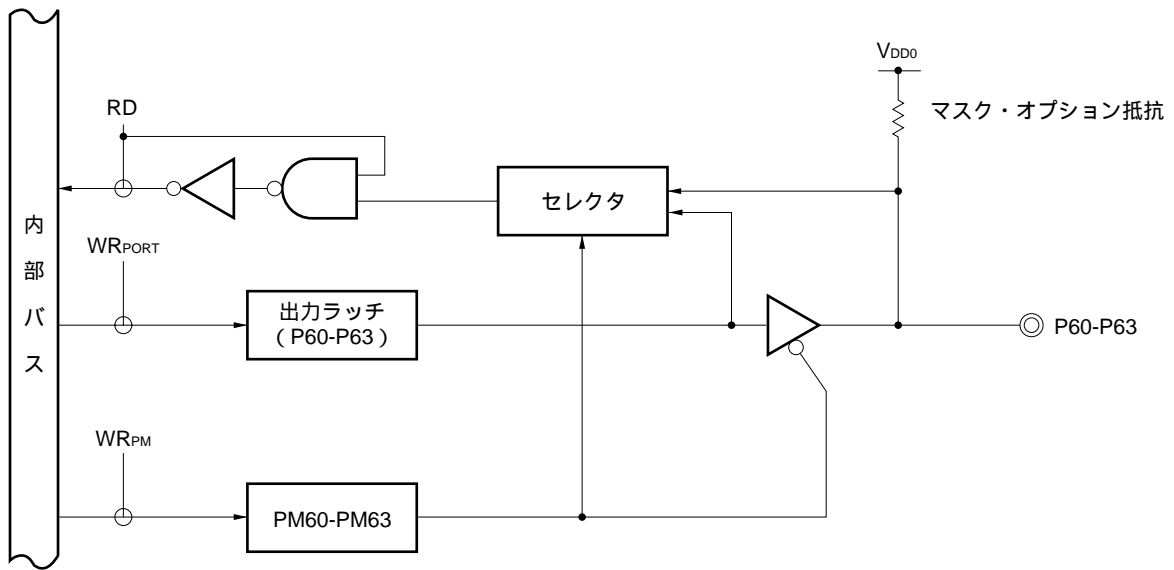 VDD0
RD
マスク・オプション抵抗
セレクタ
内部バス
WRPORT
出力ラッチ
（P60-P63）
P60-P63
WRPM
PM60-PM63